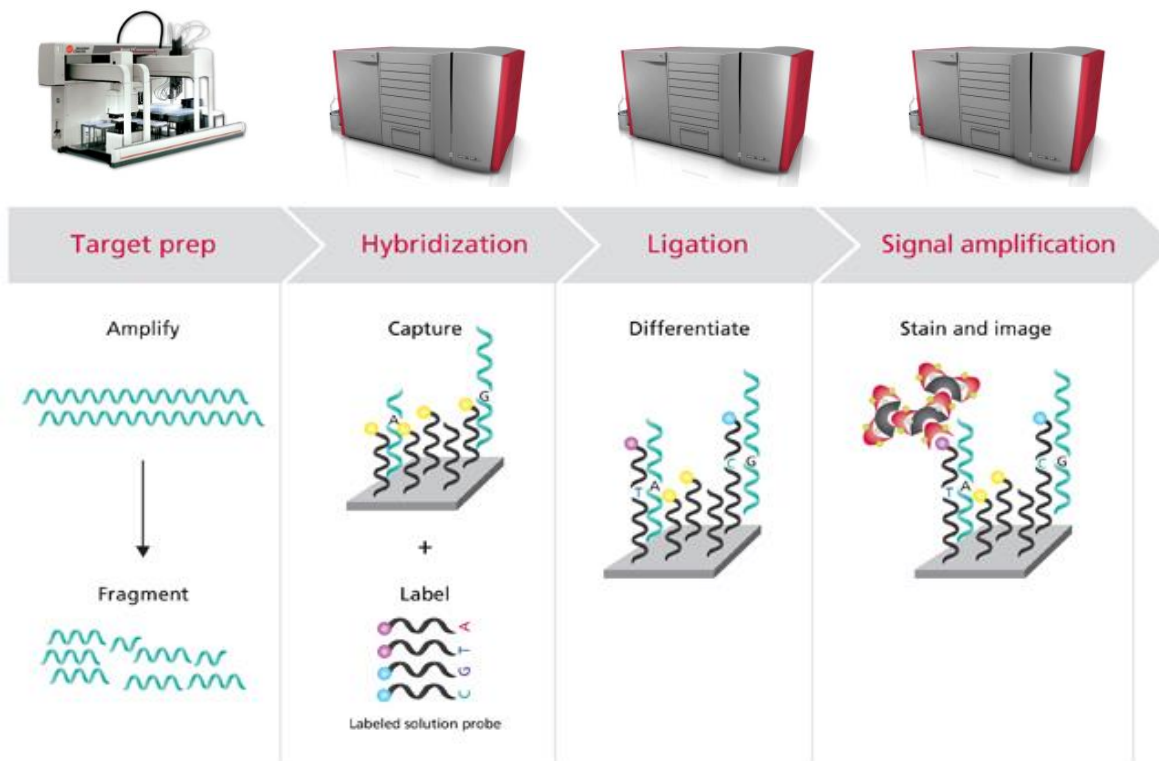 Target prep
Hybridization
Ligation
Signal amplification
Amplify
Capture
Differentiate
Stain and image
A
G
T
A
C
G
T
A
C
G
+
Fragment
Label
A
T
G
C
Labeled solution probe